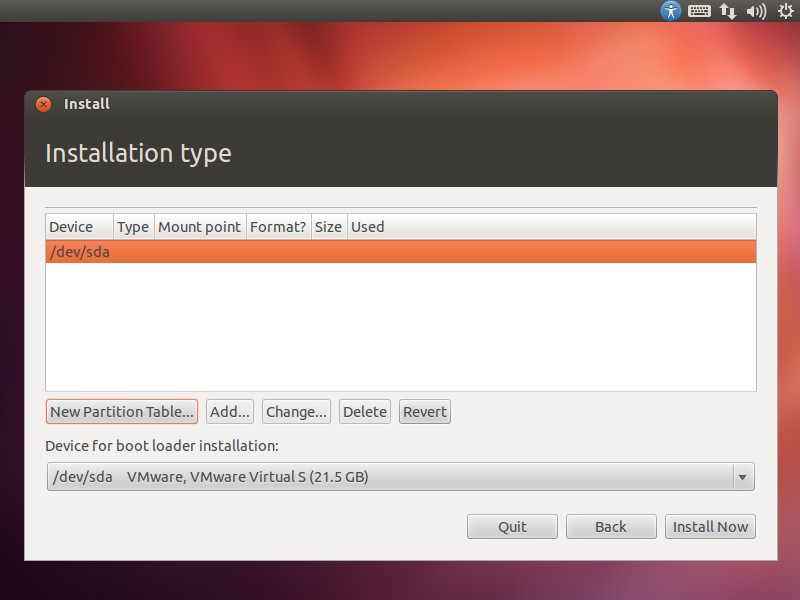 Install
Installation type
Device Type Mount point Format? Size Used
/dev/sda
New Partition Table... Add... Change... Delete Revert
Device for boot loader installation:
/dev/sda VMware, VMware Virtual S (21.5 GB)
Quit Back Install Now